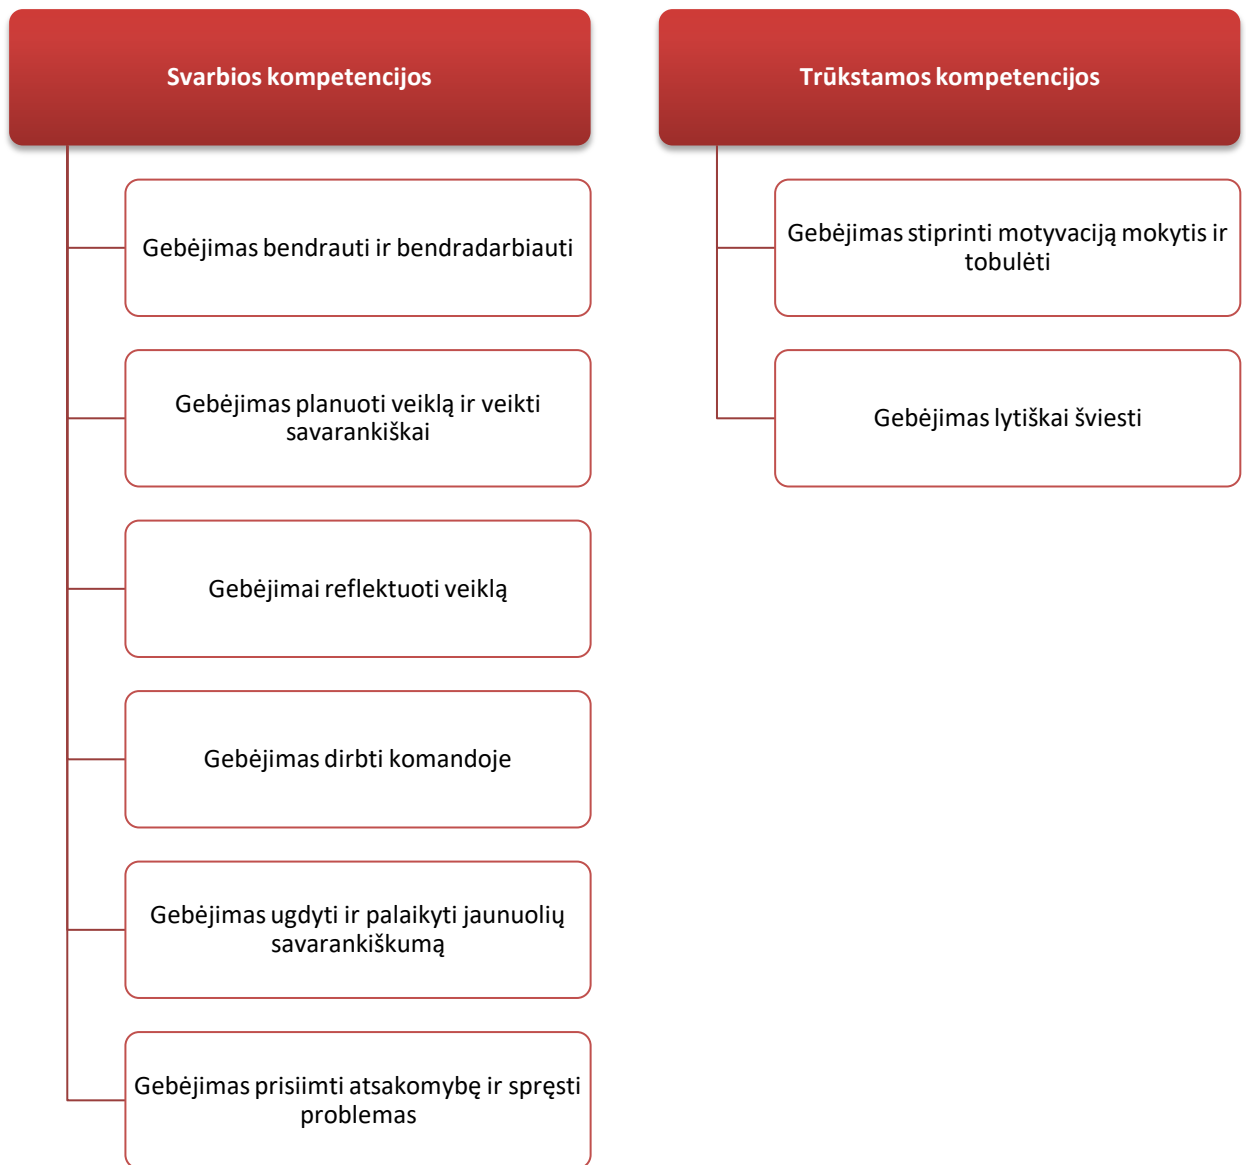 Svarbios kompetencijos
Gebėjimas bendrauti ir bendradarbiauti
Gebėjimas planuoti veiklą ir veikti
savarankiškai
Gebėjimai reflektuoti veiklą
Gebėjimas dirbti komandoje
Gebėjimas ugdyti ir palaikyti jaunuolių
savarankiškumą
Gebėjimas prisiimti atsakomybę ir spręsti
problemas
Trūkstamos kompetencijos
Gebėjimas stiprinti motyvaciją mokytis ir
tobulėti
Gebėjimas lytiškai šviesti